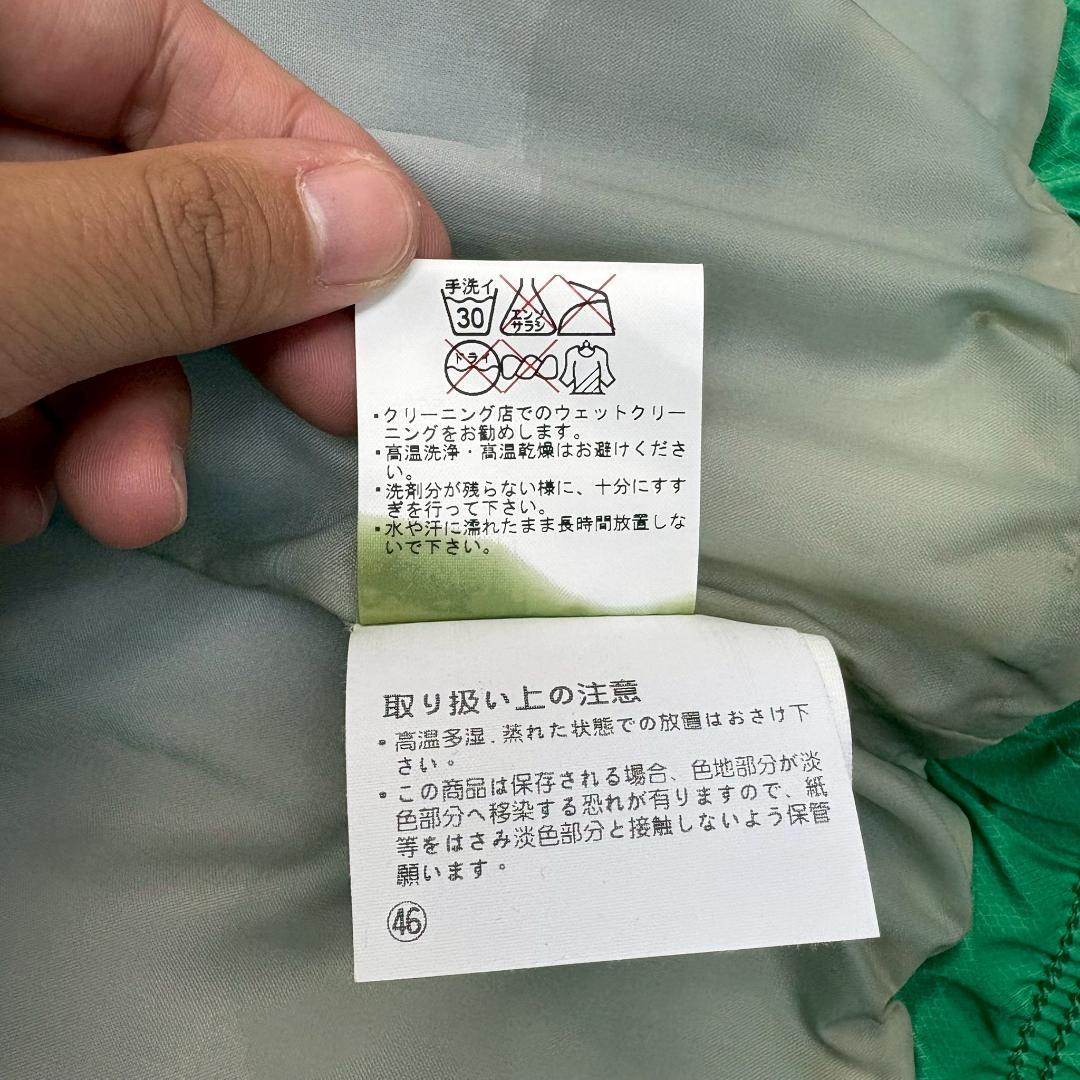 手洗イ
30
エンソ
サラシ
ドライ
・クリーニング店でのウェットクリー
ニングをお勧めします。
・高温洗浄・高温乾燥はお避けくださ
い。
・洗剤分が残らない様に、十分にすす
ぎを行って下さい。
・水や汗に濡れたまま長時間放置しな
いで下さい。
取り扱い上の注意
・高温多湿.蒸れた状態での放置はおさけ下
さい。
・この商品は保存される場合、色地部分が淡
色部分へ移染する恐れが有りますので、紙
等をはさみ淡色部分と接触しないよう保管
願います。
㊻